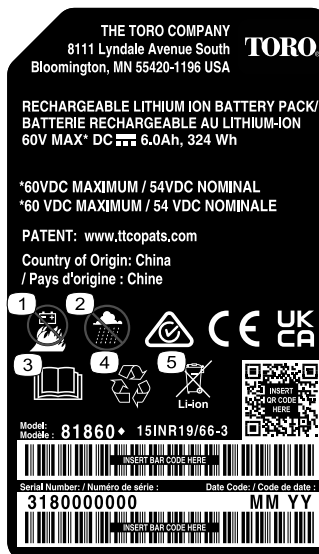 THE TORO COMPANY
8111 Lyndale Avenue South
Bloomington, MN 55420-1196 USA
TORO®
RECHARGEABLE LITHIUM ION BATTERY PACK/
BATTERIE RECHARGEABLE AU LITHIUM-ION
60V MAX* DC 6.0Ah, 324 Wh
*60VDC MAXIMUM / 54VDC NOMINAL
*60 VDC MAXIMUM / 54 VDC NOMINALE
PATENT: www.ttcopats.com
Country of Origin: China
/ Pays d'origine : Chine
1
2
CE
UK
CA
3
4
5
Li-ion
INSERT
QR CODE
HERE
Model:
Modèle : 81860 15INR19/66-3
INSERT BAR CODE HERE
Serial Number: / Numéro de série : Date Code: / Code de date :
3180000000 MM YY
INSERT BAR CODE HERE